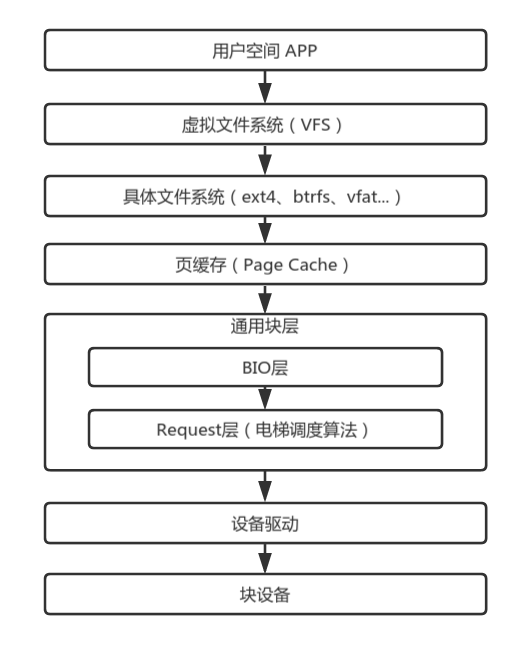 用户空间 APP
虚拟文件系统（VFS）
具体文件系统（ext4、btrfs、vfat...）
页缓存（Page Cache）
通用块层
BIO层
Request层（电梯调度算法）
设备驱动
块设备